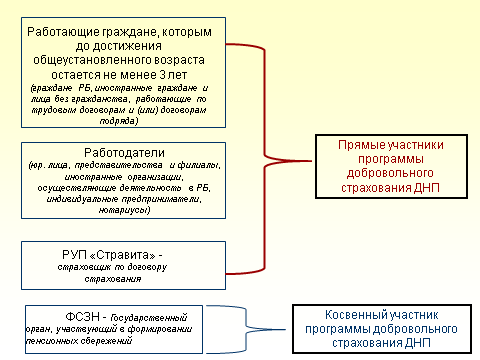 Работающие граждане, которым
до достижения
общеустановленного возраста
остается не менее 3 лет
(граждане РБ, иностранные граждане и
лица без гражданства, работающие по
трудовым договорам и (или) договорам
подряда)
Работодатели
(юр. лица, представительства и филиалы,
иностранные организации,
осуществляющие деятельность в РБ,
индивидуальные предприниматели,
нотариусы)
РУП «Стравита» -
страховщик по договору
страхования
Прямые участники
программы
добровольного
страхования ДНП
ФСЗН - Государственный
орган, участвующий в формировании
пенсионных сбережений
Косвенный участник
программы добровольного
страхования ДНП